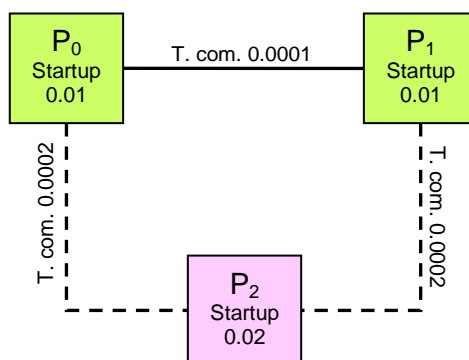 P₀
Startup
0.01
T. com. 0.0001
P₁
Startup
0.01
T. com. 0.0002
T. com. 0.0002
P₂
Startup
0.02